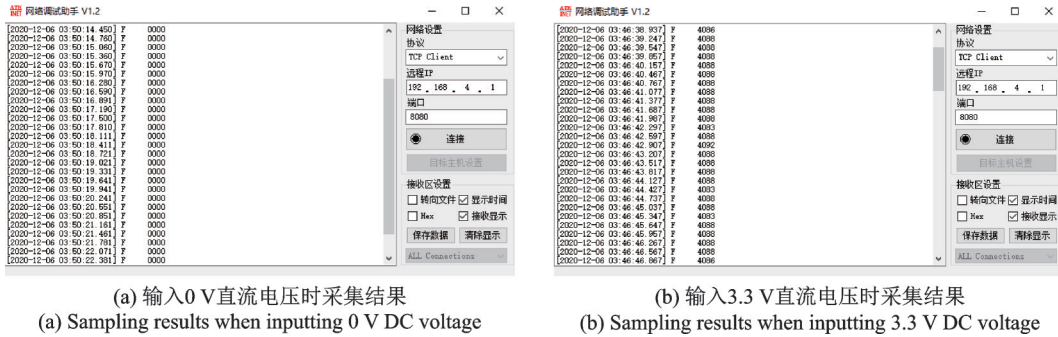 网络调试助手 V1.2
[2020-12-06 03:50:14.450] F 0000
[2020-12-06 03:50:14.760] F 0000
[2020-12-06 03:50:15.060] F 0000
[2020-12-06 03:50:15.360] F 0000
[2020-12-06 03:50:15.670] F 0000
[2020-12-06 03:50:15.970] F 0000
[2020-12-06 03:50:16.280] F 0000
[2020-12-06 03:50:16.590] F 0000
[2020-12-06 03:50:16.891] F 0000
[2020-12-06 03:50:17.190] F 0000
[2020-12-06 03:50:17.500] F 0000
[2020-12-06 03:50:17.810] F 0000
[2020-12-06 03:50:18.111] F 0000
[2020-12-06 03:50:18.411] F 0000
[2020-12-06 03:50:18.721] F 0000
[2020-12-06 03:50:19.021] F 0000
[2020-12-06 03:50:19.331] F 0000
[2020-12-06 03:50:19.641] F 0000
[2020-12-06 03:50:19.941] F 0000
[2020-12-06 03:50:20.241] F 0000
[2020-12-06 03:50:20.551] F 0000
[2020-12-06 03:50:20.851] F 0000
[2020-12-06 03:50:21.161] F 0000
[2020-12-06 03:50:21.461] F 0000
[2020-12-06 03:50:21.781] F 0000
[2020-12-06 03:50:22.071] F 0000
[2020-12-06 03:50:22.381] F 0000
网络设置
协议
TCP Client
远程IP
192 . 168 . 4 . 1
端口
8080
连接
目标主机设置
接收区设置
转向文件 显示时间
Hex 接收显示
保存数据 清除显示
ALL Connections
(a) 输入0 V直流电压时采集结果
(a) Sampling results when inputting 0 V DC voltage
网络调试助手 V1.2
[2020-12-06 03:46:38.937] F 4086
[2020-12-06 03:46:39.247] F 4088
[2020-12-06 03:46:39.547] F 4088
[2020-12-06 03:46:39.857] F 4088
[2020-12-06 03:46:40.157] F 4088
[2020-12-06 03:46:40.467] F 4088
[2020-12-06 03:46:40.767] F 4088
[2020-12-06 03:46:41.077] F 4088
[2020-12-06 03:46:41.377] F 4088
[2020-12-06 03:46:41.687] F 4088
[2020-12-06 03:46:41.987] F 4088
[2020-12-06 03:46:42.297] F 4083
[2020-12-06 03:46:42.597] F 4088
[2020-12-06 03:46:42.907] F 4092
[2020-12-06 03:46:43.207] F 4088
[2020-12-06 03:46:43.517] F 4088
[2020-12-06 03:46:43.817] F 4088
[2020-12-06 03:46:44.127] F 4088
[2020-12-06 03:46:44.427] F 4083
[2020-12-06 03:46:44.737] F 4088
[2020-12-06 03:46:45.037] F 4088
[2020-12-06 03:46:45.347] F 4083
[2020-12-06 03:46:45.647] F 4088
[2020-12-06 03:46:45.957] F 4088
[2020-12-06 03:46:46.267] F 4088
[2020-12-06 03:46:46.567] F 4088
[2020-12-06 03:46:46.867] F 4086
网络设置
协议
TCP Client
远程IP
192 . 168 . 4 . 1
端口
8080
连接
目标主机设置
接收区设置
转向文件 显示时间
Hex 接收显示
保存数据 清除显示
ALL Connections
(b) 输入3.3 V直流电压时采集结果
(b) Sampling results when inputting 3.3 V DC voltage